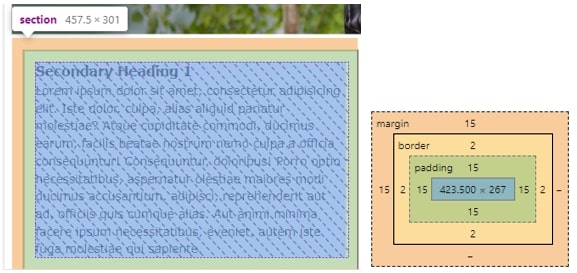 section 457.5 × 301
Secondary Heading 1
Lorem ipsum dolor sit amet, consectetur adipisicing
elit. Iste dolor, culpa, alias aliquid pariatur
molestiae? Atque cupiditate commodi, ducimus
earum, facilis beatae nostrum nemo culpa a officia
consequuntur! Consequuntur, doloribus! Porro optio
necessitatibus, aspernatur olestiae maiores modi
ducimus accusantium, adipisci, reprehenderit aut
ad, officiis quis cumque alias. Aut animi minima
facere ipsum necessitatibus, eveniet, autem iste
fuga molestiae qui sapiente.
margin 15
border 2
padding 15
15 2 15 423.500 × 267 15 2 –
15
2
–